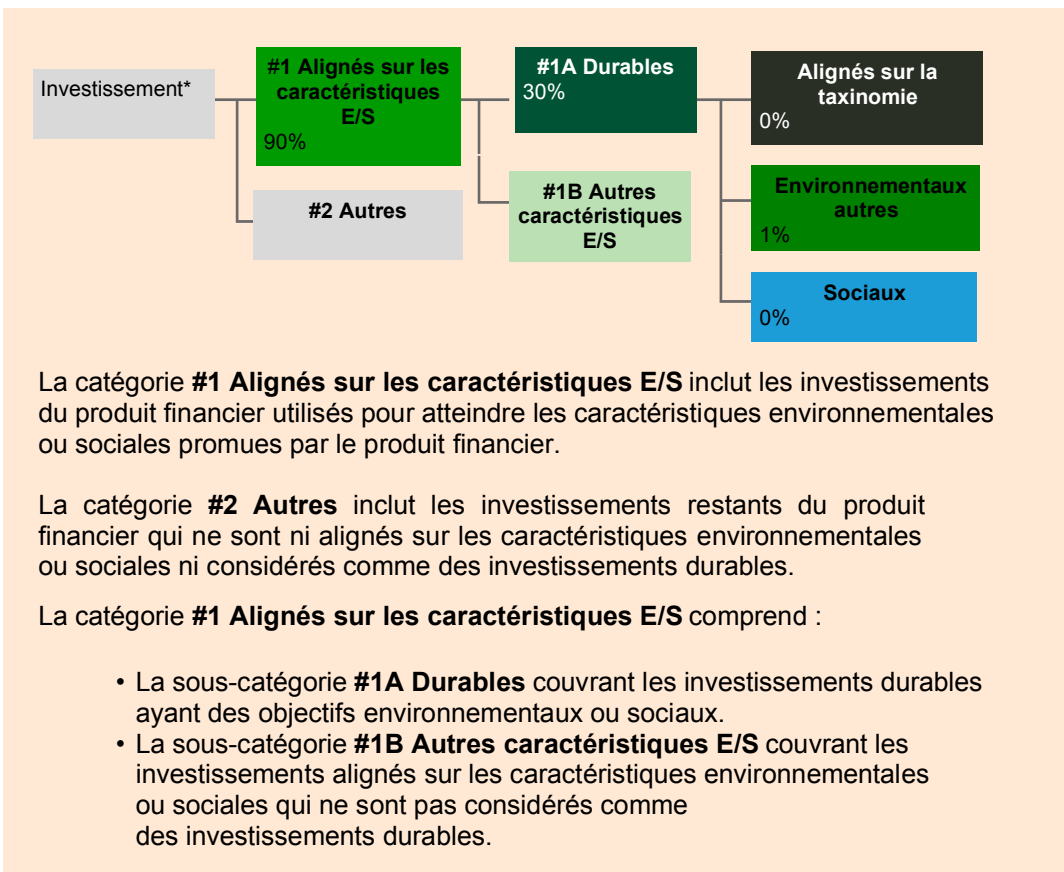 Investissement*
#1 Alignés sur les
caractéristiques
E/S
90%
#2 Autres
#1A Durables
30%
#1B Autres
caractéristiques
E/S
Alignés sur la
taxinomie
0%
Environnementaux
autres
1%
Sociaux
0%
La catégorie #1 Alignés sur les caractéristiques E/S inclut les investissements
du produit financier utilisés pour atteindre les caractéristiques environnementales
ou sociales promues par le produit financier.
La catégorie #2 Autres inclut les investissements restants du produit
financier qui ne sont ni alignés sur les caractéristiques environnementales
ou sociales ni considérés comme des investissements durables.
La catégorie #1 Alignés sur les caractéristiques E/S comprend :
• La sous-catégorie #1A Durables couvrant les investissements durables
ayant des objectifs environnementaux ou sociaux.
• La sous-catégorie #1B Autres caractéristiques E/S couvrant les
investissements alignés sur les caractéristiques environnementales
ou sociales qui ne sont pas considérés comme
des investissements durables.